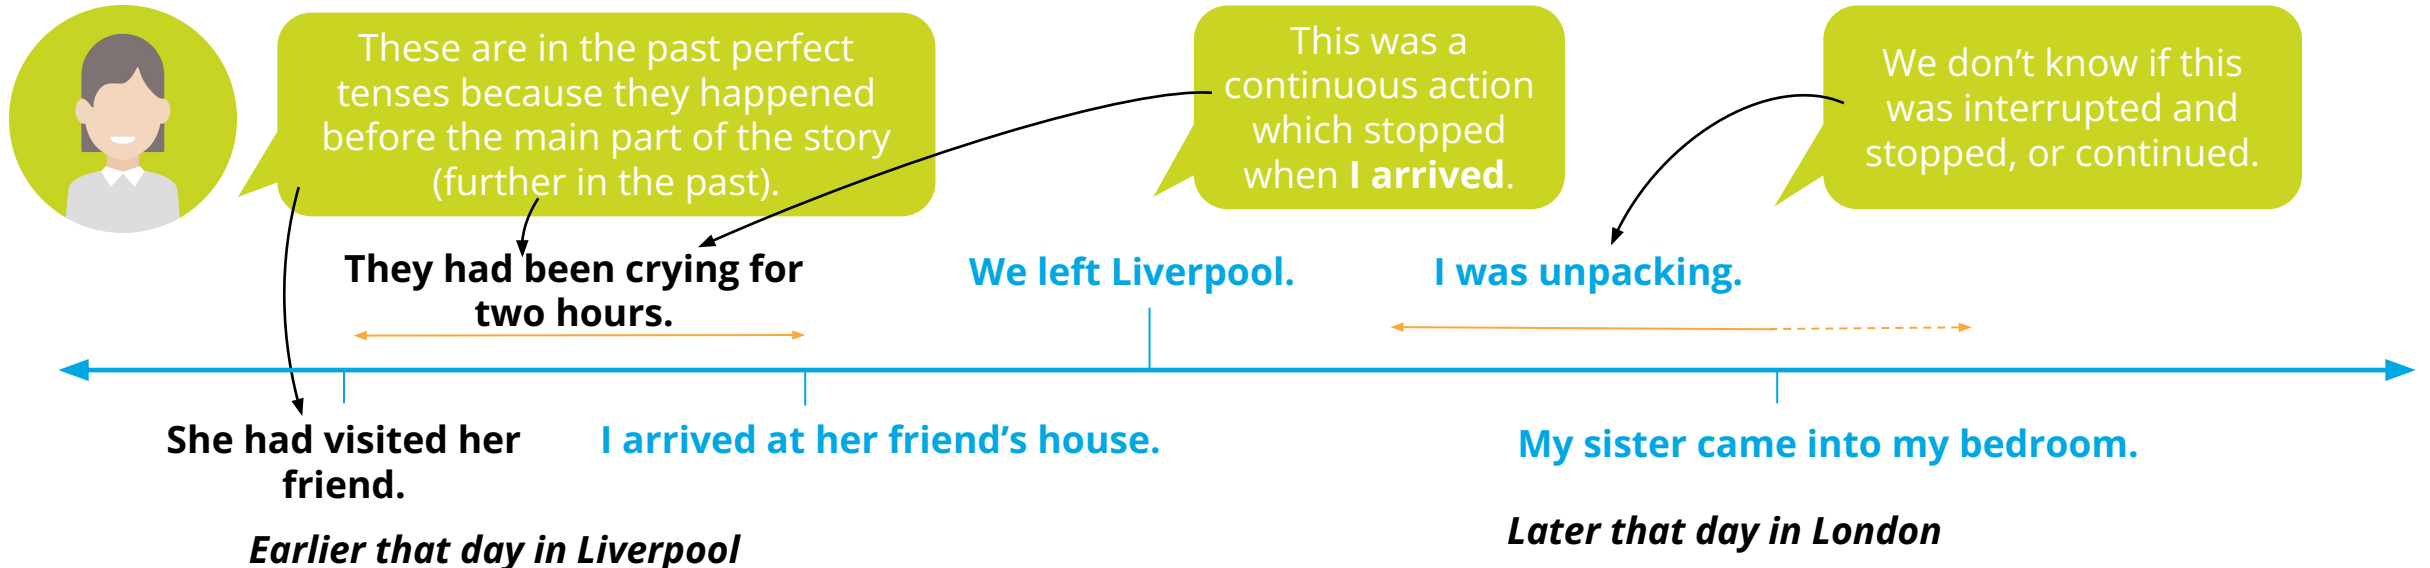 These are in the past perfect
tenses because they happened
before the main part of the story
(further in the past).
This was a
continuous action
which stopped
when I arrived.
We don’t know if this
was interrupted and
stopped, or continued.
They had been crying for
two hours.
We left Liverpool.
I was unpacking.
She had visited her
friend.
I arrived at her friend’s house.
My sister came into my bedroom.
Earlier that day in Liverpool
Later that day in London